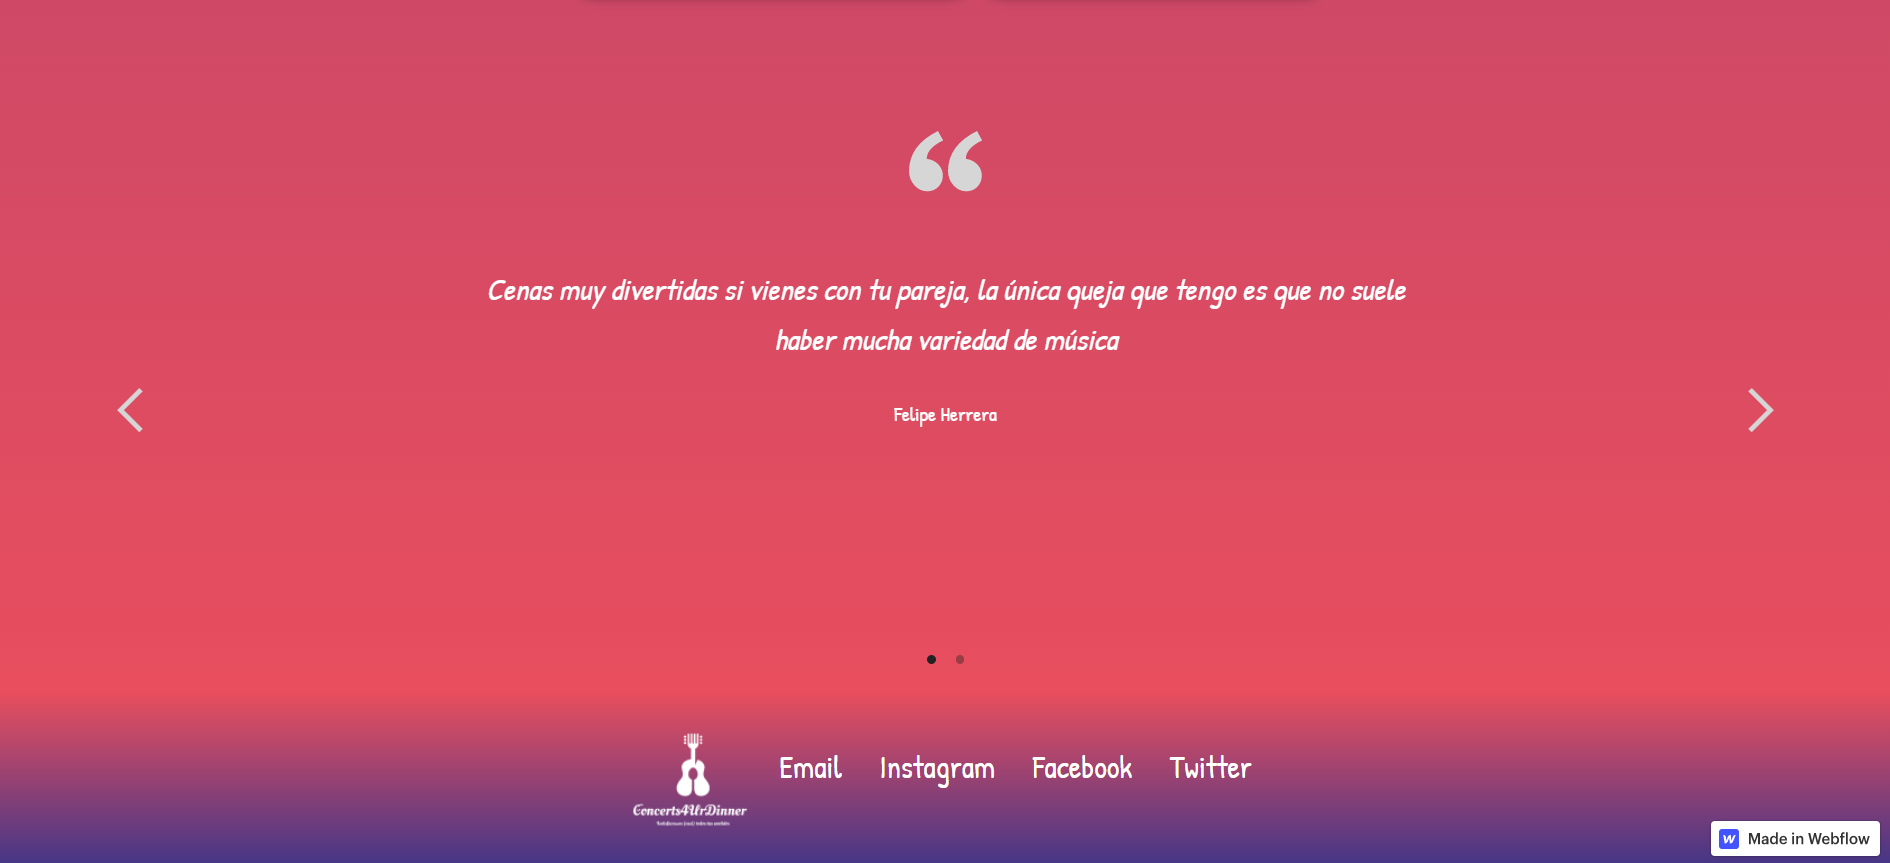 “
Cenas muy divertidas si vienes con tu pareja, la única queja que tengo es que no suele
haber mucha variedad de música
Felipe Herrera
Concerts4UrDinner
Email Instagram Facebook Twitter
Made in Webflow